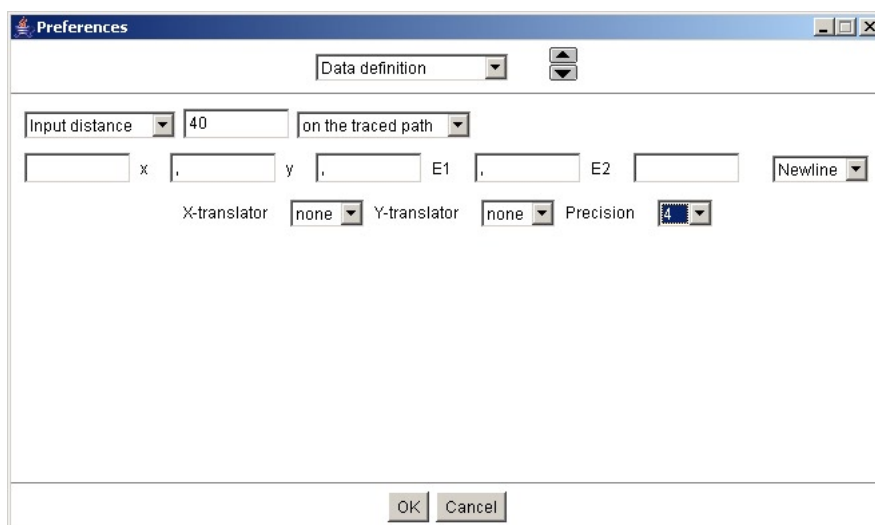 Preferences
Data definition
Input distance 40 on the traced path
x , y , E1 , E2 Newline
X-translator none Y-translator none Precision 4
OK Cancel